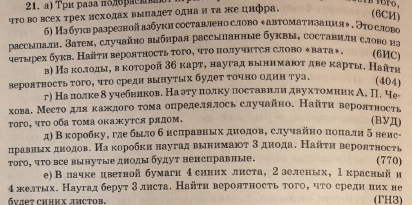 21. а) Три раза подбрасывают
что во всех трех исходах выпадет одна и та же цифра.
(6СИ)
б) Из букв разрезной азбуки составлено слово «автоматизация». Это слово
рассыпали. Затем, случайно выбирая рассыпанные буквы, составили слово из
четырех букв. Найти вероятность того, что получится слово «вата». (6ИС)
в) Из колоды, в которой 36 карт, наугад вынимают две карты. Найти
вероятность того, что среди вынутых будет точно один туз. (404)
г) На полке 8 учебников. На эту полку поставили двухтомник А. П. Че-
хова. Место для каждого тома определялось случайно. Найти вероятность
того, что оба тома окажутся рядом. (ВУД)
д) В коробку, где было 6 исправных диодов, случайно попали 5 неис-
правных диодов. Из коробки наугад вынимают 3 диода. Найти вероятность
того, что все вынутые диоды будут неисправные. (770)
е) В пачке цветной бумаги 4 синих листа, 2 зеленых, 1 красный и
4 желтых. Наугад берут 3 листа. Найти вероятность того, что среди них не
будет синих листов. (ГНЗ)